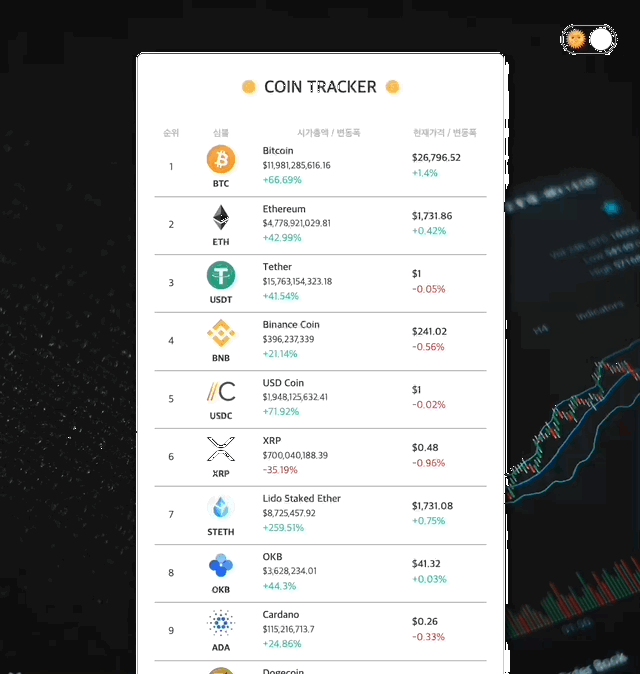 COIN TRACKER
순위 심볼 시가총액 / 변동폭 현재가격 / 변동폭
1 BTC Bitcoin $26,796.52
$11,981,285,616.16 +1.4%
+66.69%
2 ETH Ethereum $1,731.86
$4,778,921,029.81 +0.42%
+42.99%
3 USDT Tether $1
$15,763,154,323.18 -0.05%
+41.54%
4 BNB Binance Coin $241.02
$396,237,339 -0.56%
+21.14%
5 USDC USD Coin $1
$1,948,125,632.41 -0.02%
+71.92%
6 XRP XRP $0.48
$700,040,188.39 -0.96%
-35.19%
7 STETH Lido Staked Ether $1,731.08
$8,725,457.92 +0.75%
+259.51%
8 OKB OKB $41.32
$3,628,234.01 +0.03%
+44.3%
9 ADA Cardano $0.26
$115,216,713.7 -0.33%
+24.86%
Dogecoin
H4 Indicators
Order Book